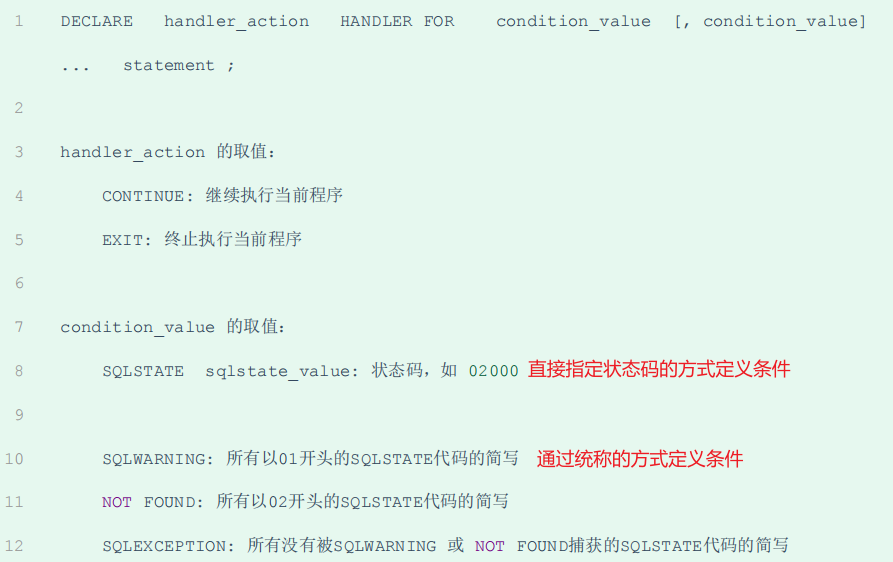 1 DECLARE handler_action HANDLER FOR condition_value [, condition_value]
... statement ;
2
3 handler_action 的取值:
4 CONTINUE: 继续执行当前程序
5 EXIT: 终止执行当前程序
6
7 condition_value 的取值:
8 SQLSTATE sqlstate_value: 状态码，如 02000 直接指定状态码的方式定义条件
9
10 SQLWARNING: 所有以01开头的SQLSTATE代码的简写 通过统称的方式定义条件
11 NOT FOUND: 所有以02开头的SQLSTATE代码的简写
12 SQLEXCEPTION: 所有没有被SQLWARNING 或 NOT FOUND捕获的SQLSTATE代码的简写